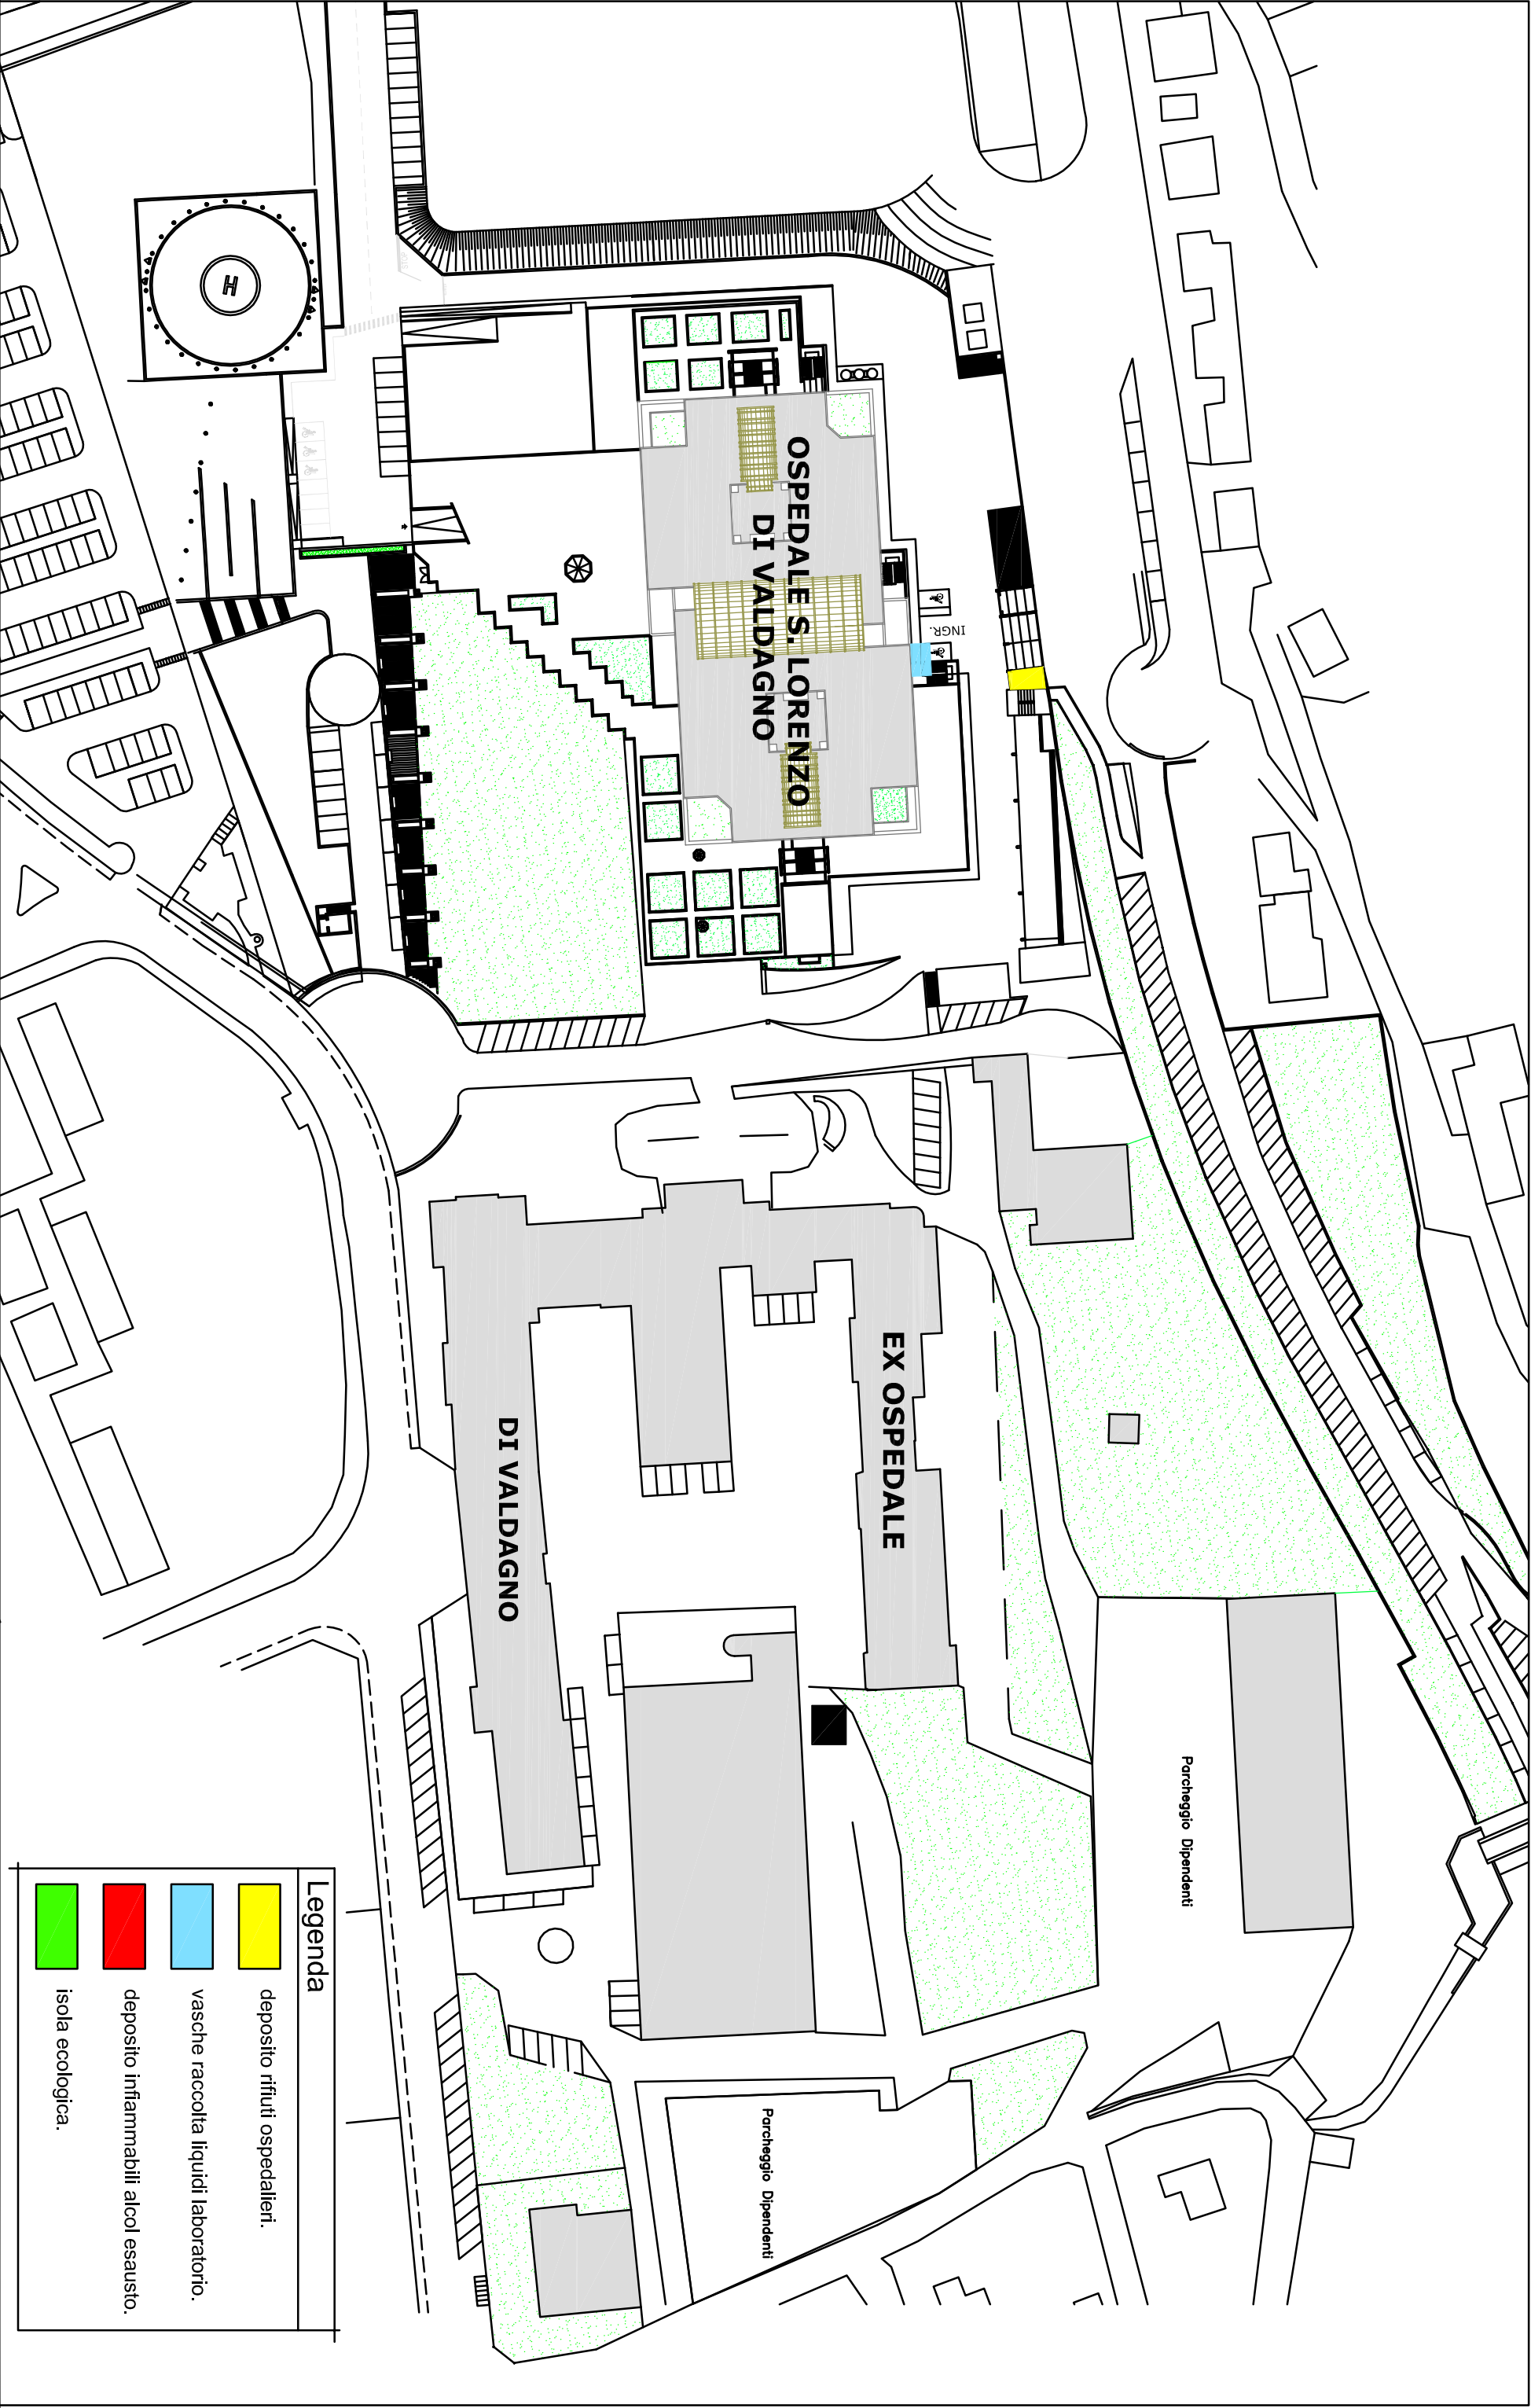 OSPEDALE S. LORENZO
DI VALDAGNO
INGR.
H
EX OSPEDALE
DI VALDAGNO
Parcheggio Dipendenti
Parcheggio Dipendenti
Legenda
deposito rifiuti ospedalieri.
vasche raccolta liquidi laboratorio.
deposito infiammabili alcol esausto.
isola ecologica.